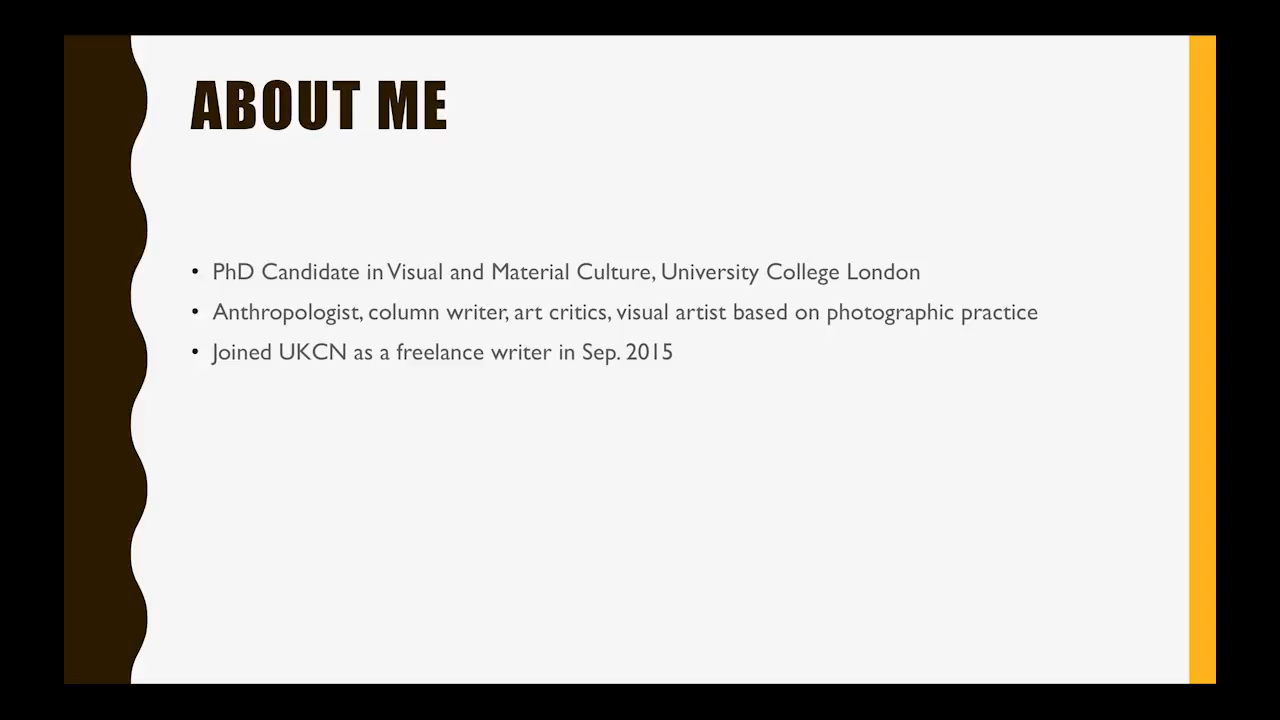 ABOUT ME
• PhD Candidate in Visual and Material Culture, University College London
• Anthropologist, column writer, art critics, visual artist based on photographic practice
• Joined UKCN as a freelance writer in Sep. 2015